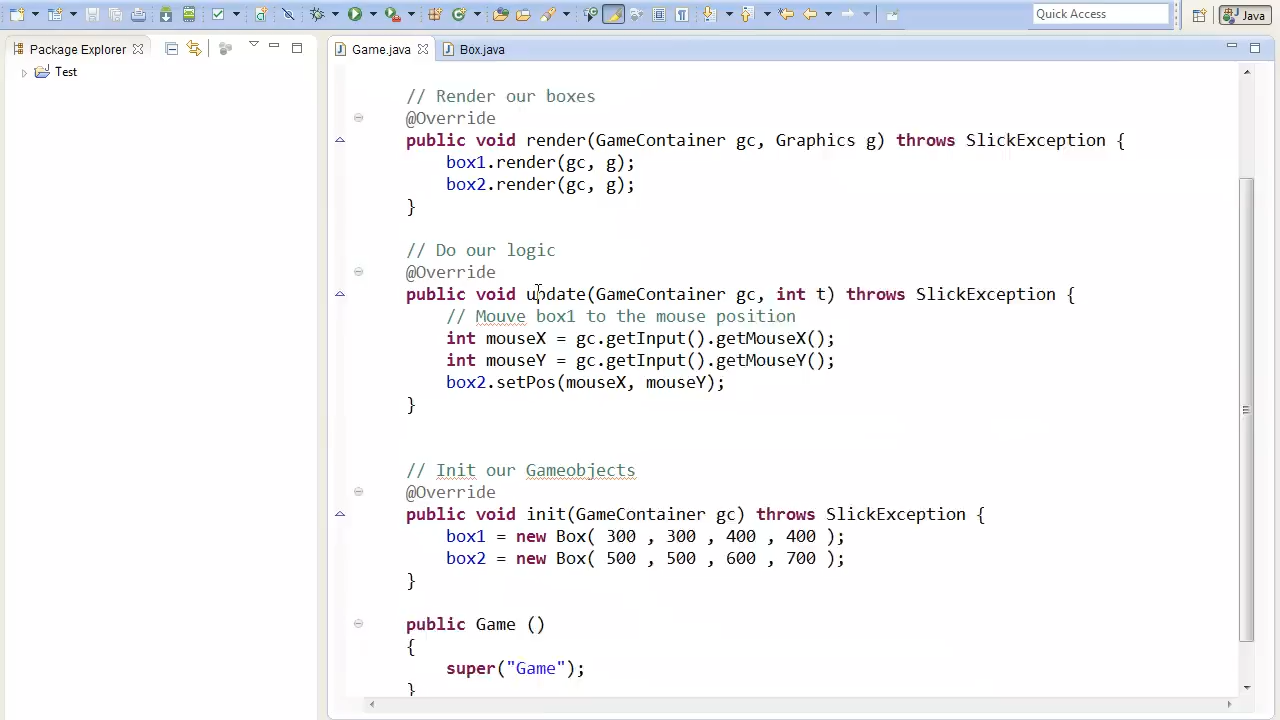 Quick Access
Java
Package Explorer
Test
Game.java
Box.java
// Render our boxes
@Override
public void render(GameContainer gc, Graphics g) throws SlickException {
box1.render(gc, g);
box2.render(gc, g);
}
// Do our logic
@Override
public void update(GameContainer gc, int t) throws SlickException {
// Mouve box1 to the mouse position
int mouseX = gc.getInput().getMouseX();
int mouseY = gc.getInput().getMouseY();
box2.setPos(mouseX, mouseY);
}
// Init our Gameobjects
@Override
public void init(GameContainer gc) throws SlickException {
box1 = new Box( 300 , 300 , 400 , 400 );
box2 = new Box( 500 , 500 , 600 , 700 );
}
public Game ()
{
super("Game");
}